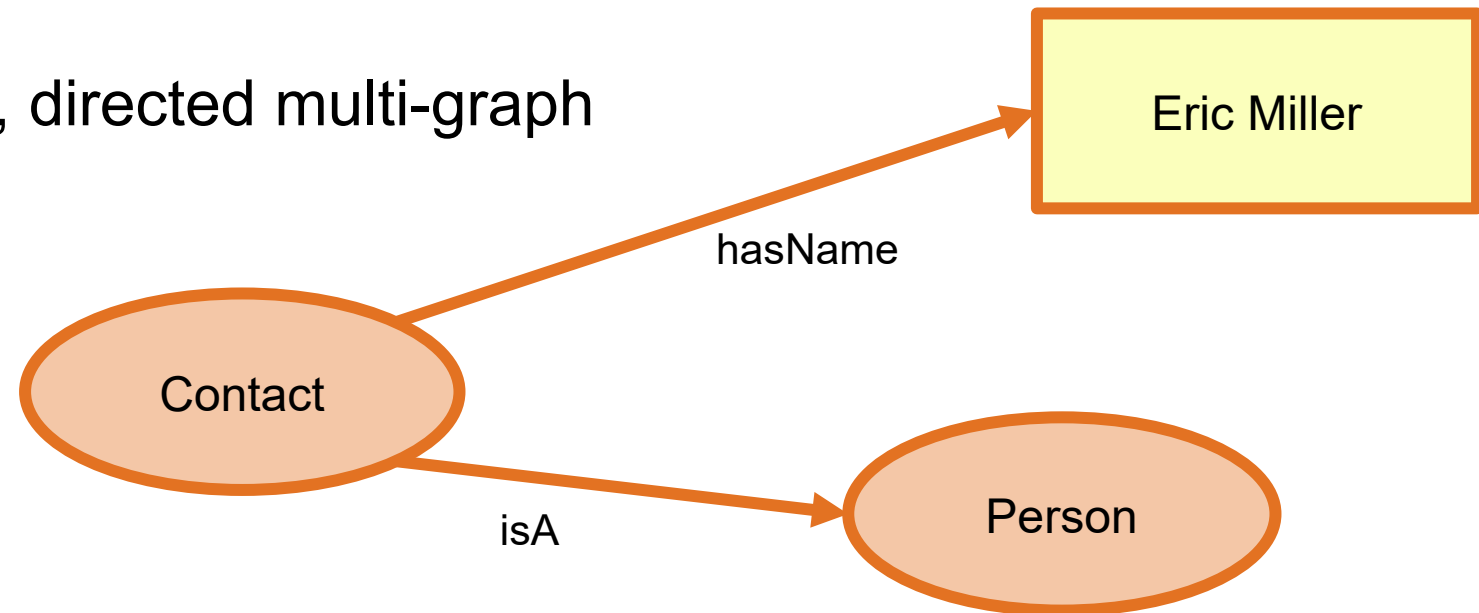 , directed multi-graph
Eric Miller
hasName
Contact
isA
Person